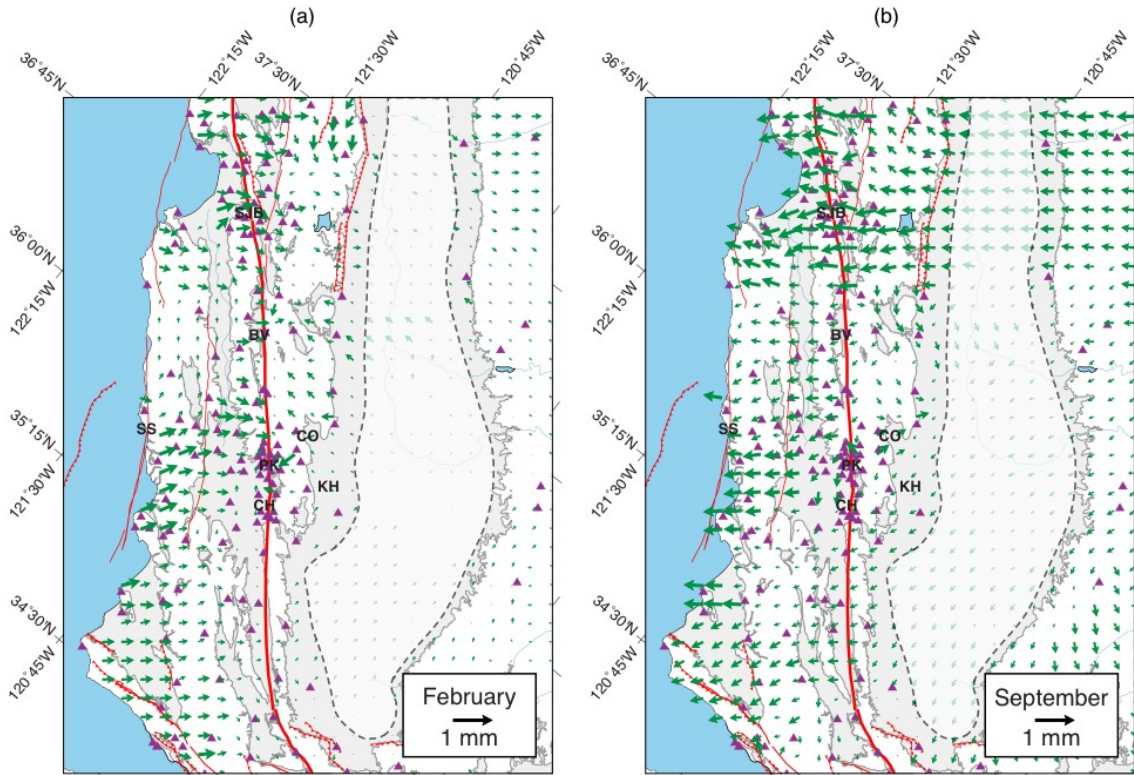 (a)
36°45'N
122°15'W
37°30'N
121°30'W
120°45'W
36°00'N
122°15'W
35°15'N
121°30'W
34°30'N
120°45'W
SJB
BV
SS
CO
PK
KH
CH
February
1 mm
(b)
36°45'N
122°15'W
37°30'N
121°30'W
120°45'W
36°00'N
122°15'W
35°15'N
121°30'W
34°30'N
120°45'W
SJB
BV
SS
CO
PK
KH
CH
September
1 mm